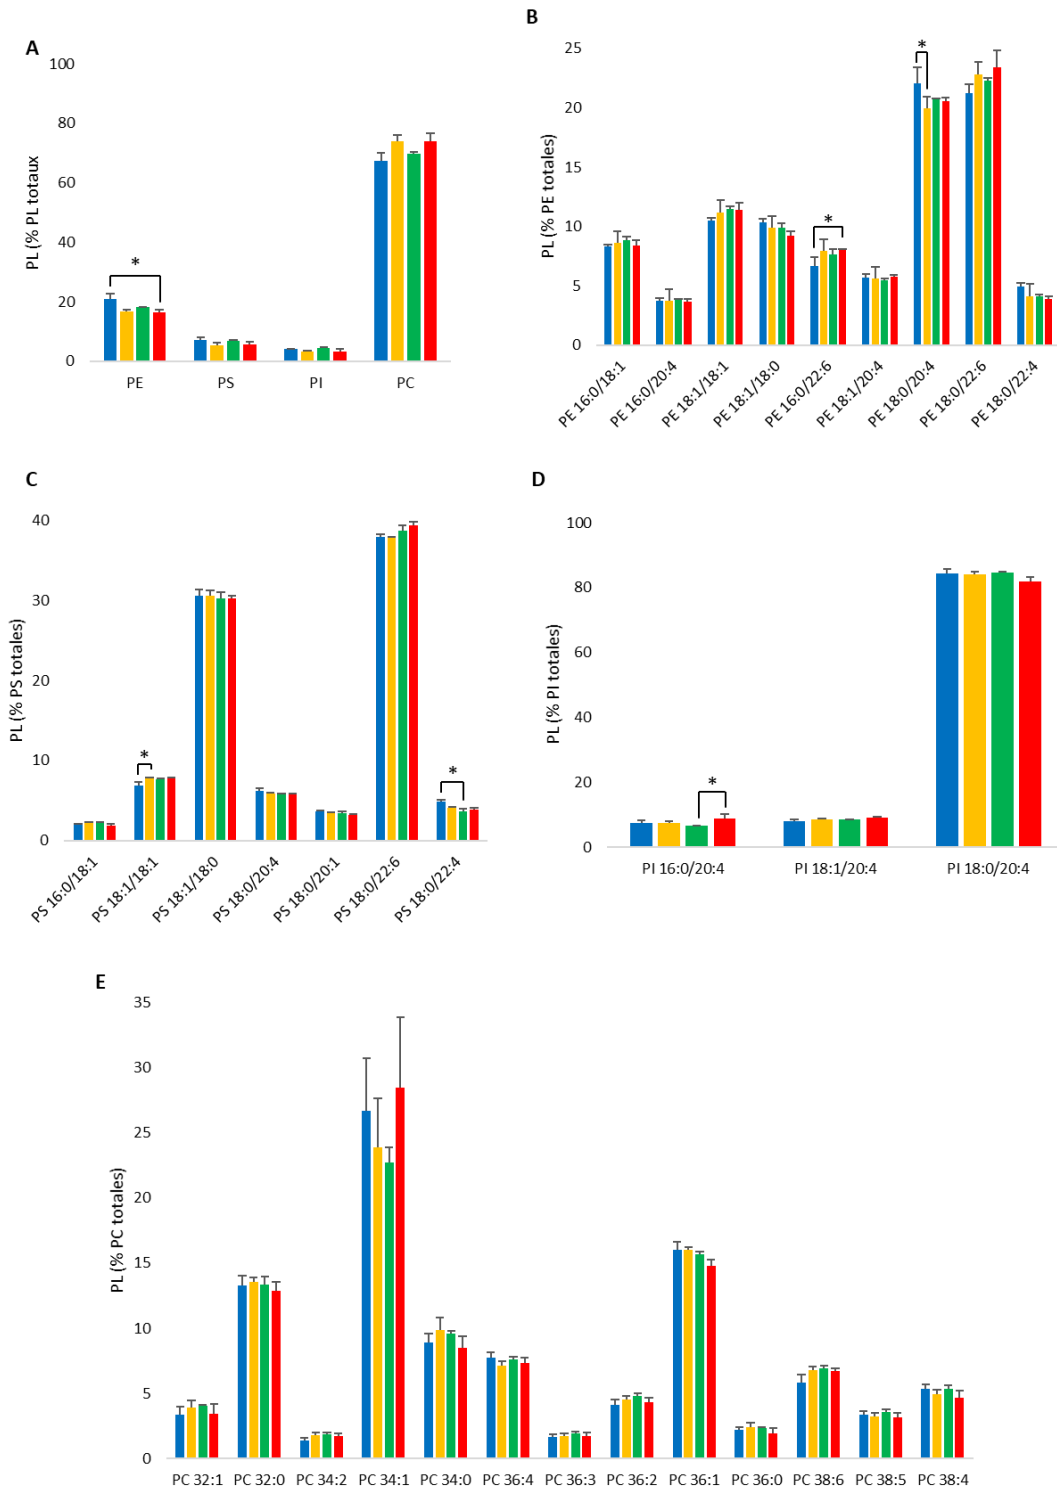 A
PL (% PL totaux)
100
80
60
40
20
0
*
PE PS PI PC
B
PL (% PE totales)
25
20
15
10
5
0
*
*
PE 16:0/18:1 PE 16:0/20:4 PE 18:1/18:1 PE 18:1/18:0 PE 16:0/22:6 PE 18:1/20:4 PE 18:0/20:4 PE 18:0/22:6 PE 18:0/22:4
C
PL (% PS totales)
40
30
20
10
0
*
*
PS 16:0/18:1 PS 18:1/18:1 PS 18:1/18:0 PS 18:0/20:4 PS 18:0/20:1 PS 18:0/22:6 PS 18:0/22:4
D
PL (% PI totales)
100
80
60
40
20
0
*
PI 16:0/20:4 PI 18:1/20:4 PI 18:0/20:4
E
PL (% PC totales)
35
30
25
20
15
10
5
0
PC 32:1 PC 32:0 PC 34:2 PC 34:1 PC 34:0 PC 36:4 PC 36:3 PC 36:2 PC 36:1 PC 36:0 PC 38:6 PC 38:5 PC 38:4